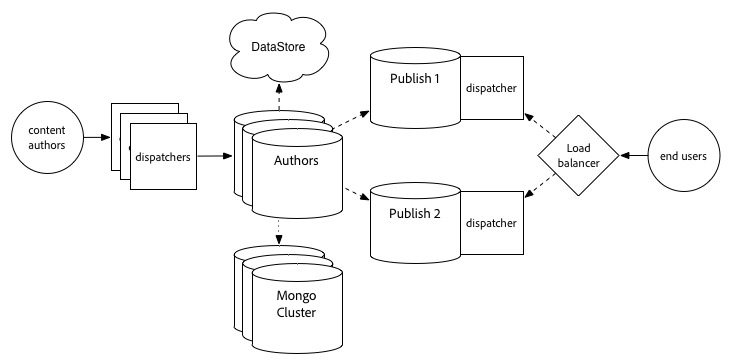 DataStore
Publish 1
dispatcher
content
authors
dispatchers
Authors
Load
balancer
end users
Publish 2
dispatcher
Mongo
Cluster